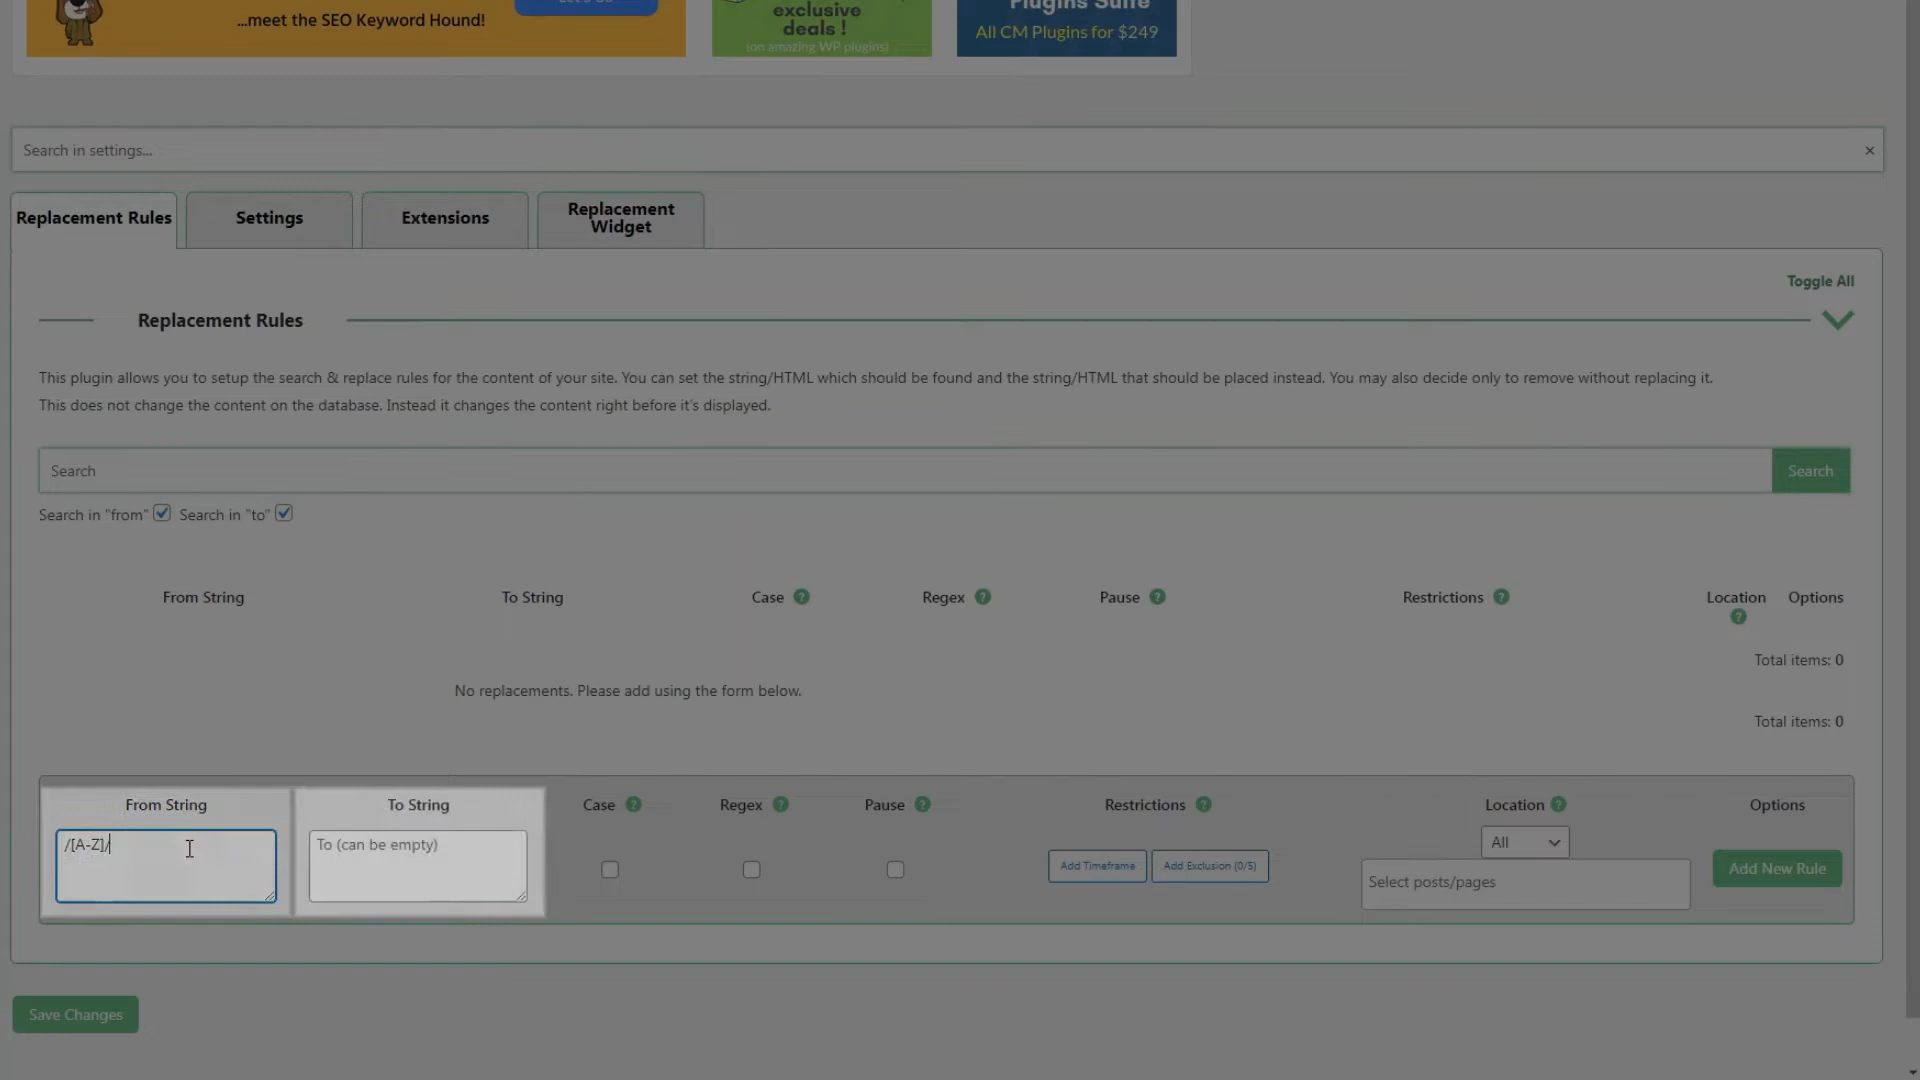 ...meet the SEO Keyword Hound!
exclusive
deals !
(on amazing WP plugins)
Plugins Suite
All CM Plugins for $249
Search in settings...
×
Replacement Rules
Settings
Extensions
Replacement
Widget
Toggle All
Replacement Rules
This plugin allows you to setup the search & replace rules for the content of your site. You can set the string/HTML which should be found and the string/HTML that should be placed instead. You may also decide only to remove without replacing it.
This does not change the content on the database. Instead it changes the content right before it's displayed.
Search
Search
Search in "from"
Search in "to"
From String
To String
Case ?
Regex ?
Pause ?
Restrictions ?
Location ?
Options
Total items: 0
No replacements. Please add using the form below.
Total items: 0
From String
To String
Case ?
Regex ?
Pause ?
Restrictions ?
Location ?
Options
/[A-Z]/
To (can be empty)
Add Timeframe
Add Exclusion (0/5)
All
Select posts/pages
Add New Rule
Save Changes